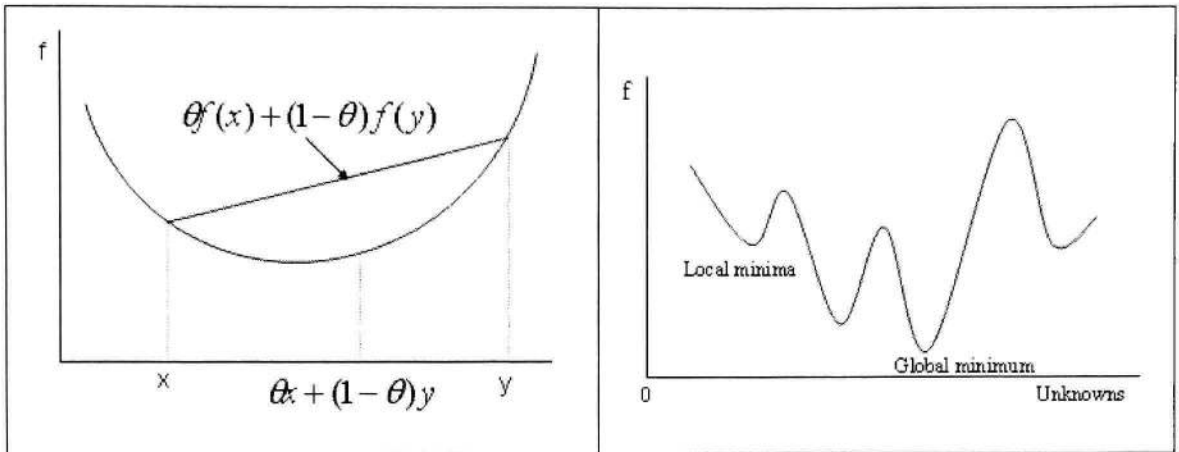 f
θf(x)+(1−θ)f(y)
x
θx+(1−θ)y
y
f
Local minima
Global minimum
0
Unknowns